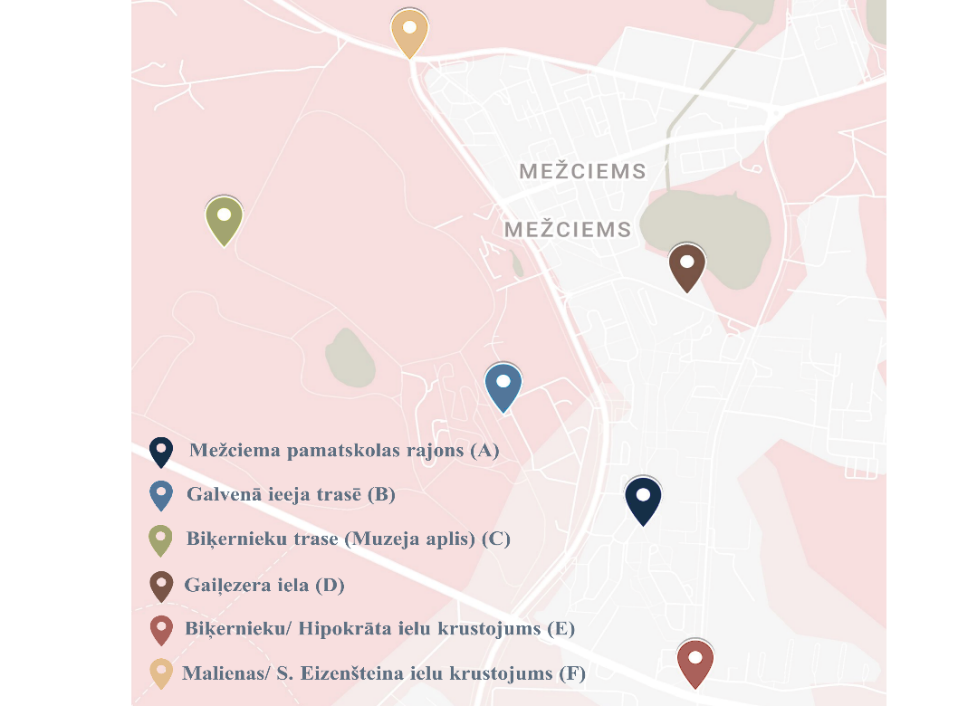 MEŽCIEMS
MEŽCIEMS
Mežciema pamatskolas rajons (A)
Galvenā ieeja trasē (B)
Biķernieku trase (Muzeja aplis) (C)
Gaiļezera iela (D)
Biķernieku/ Hipokrāta ielu krustojums (E)
Malienas/ S. Eizenšteina ielu krustojums (F)